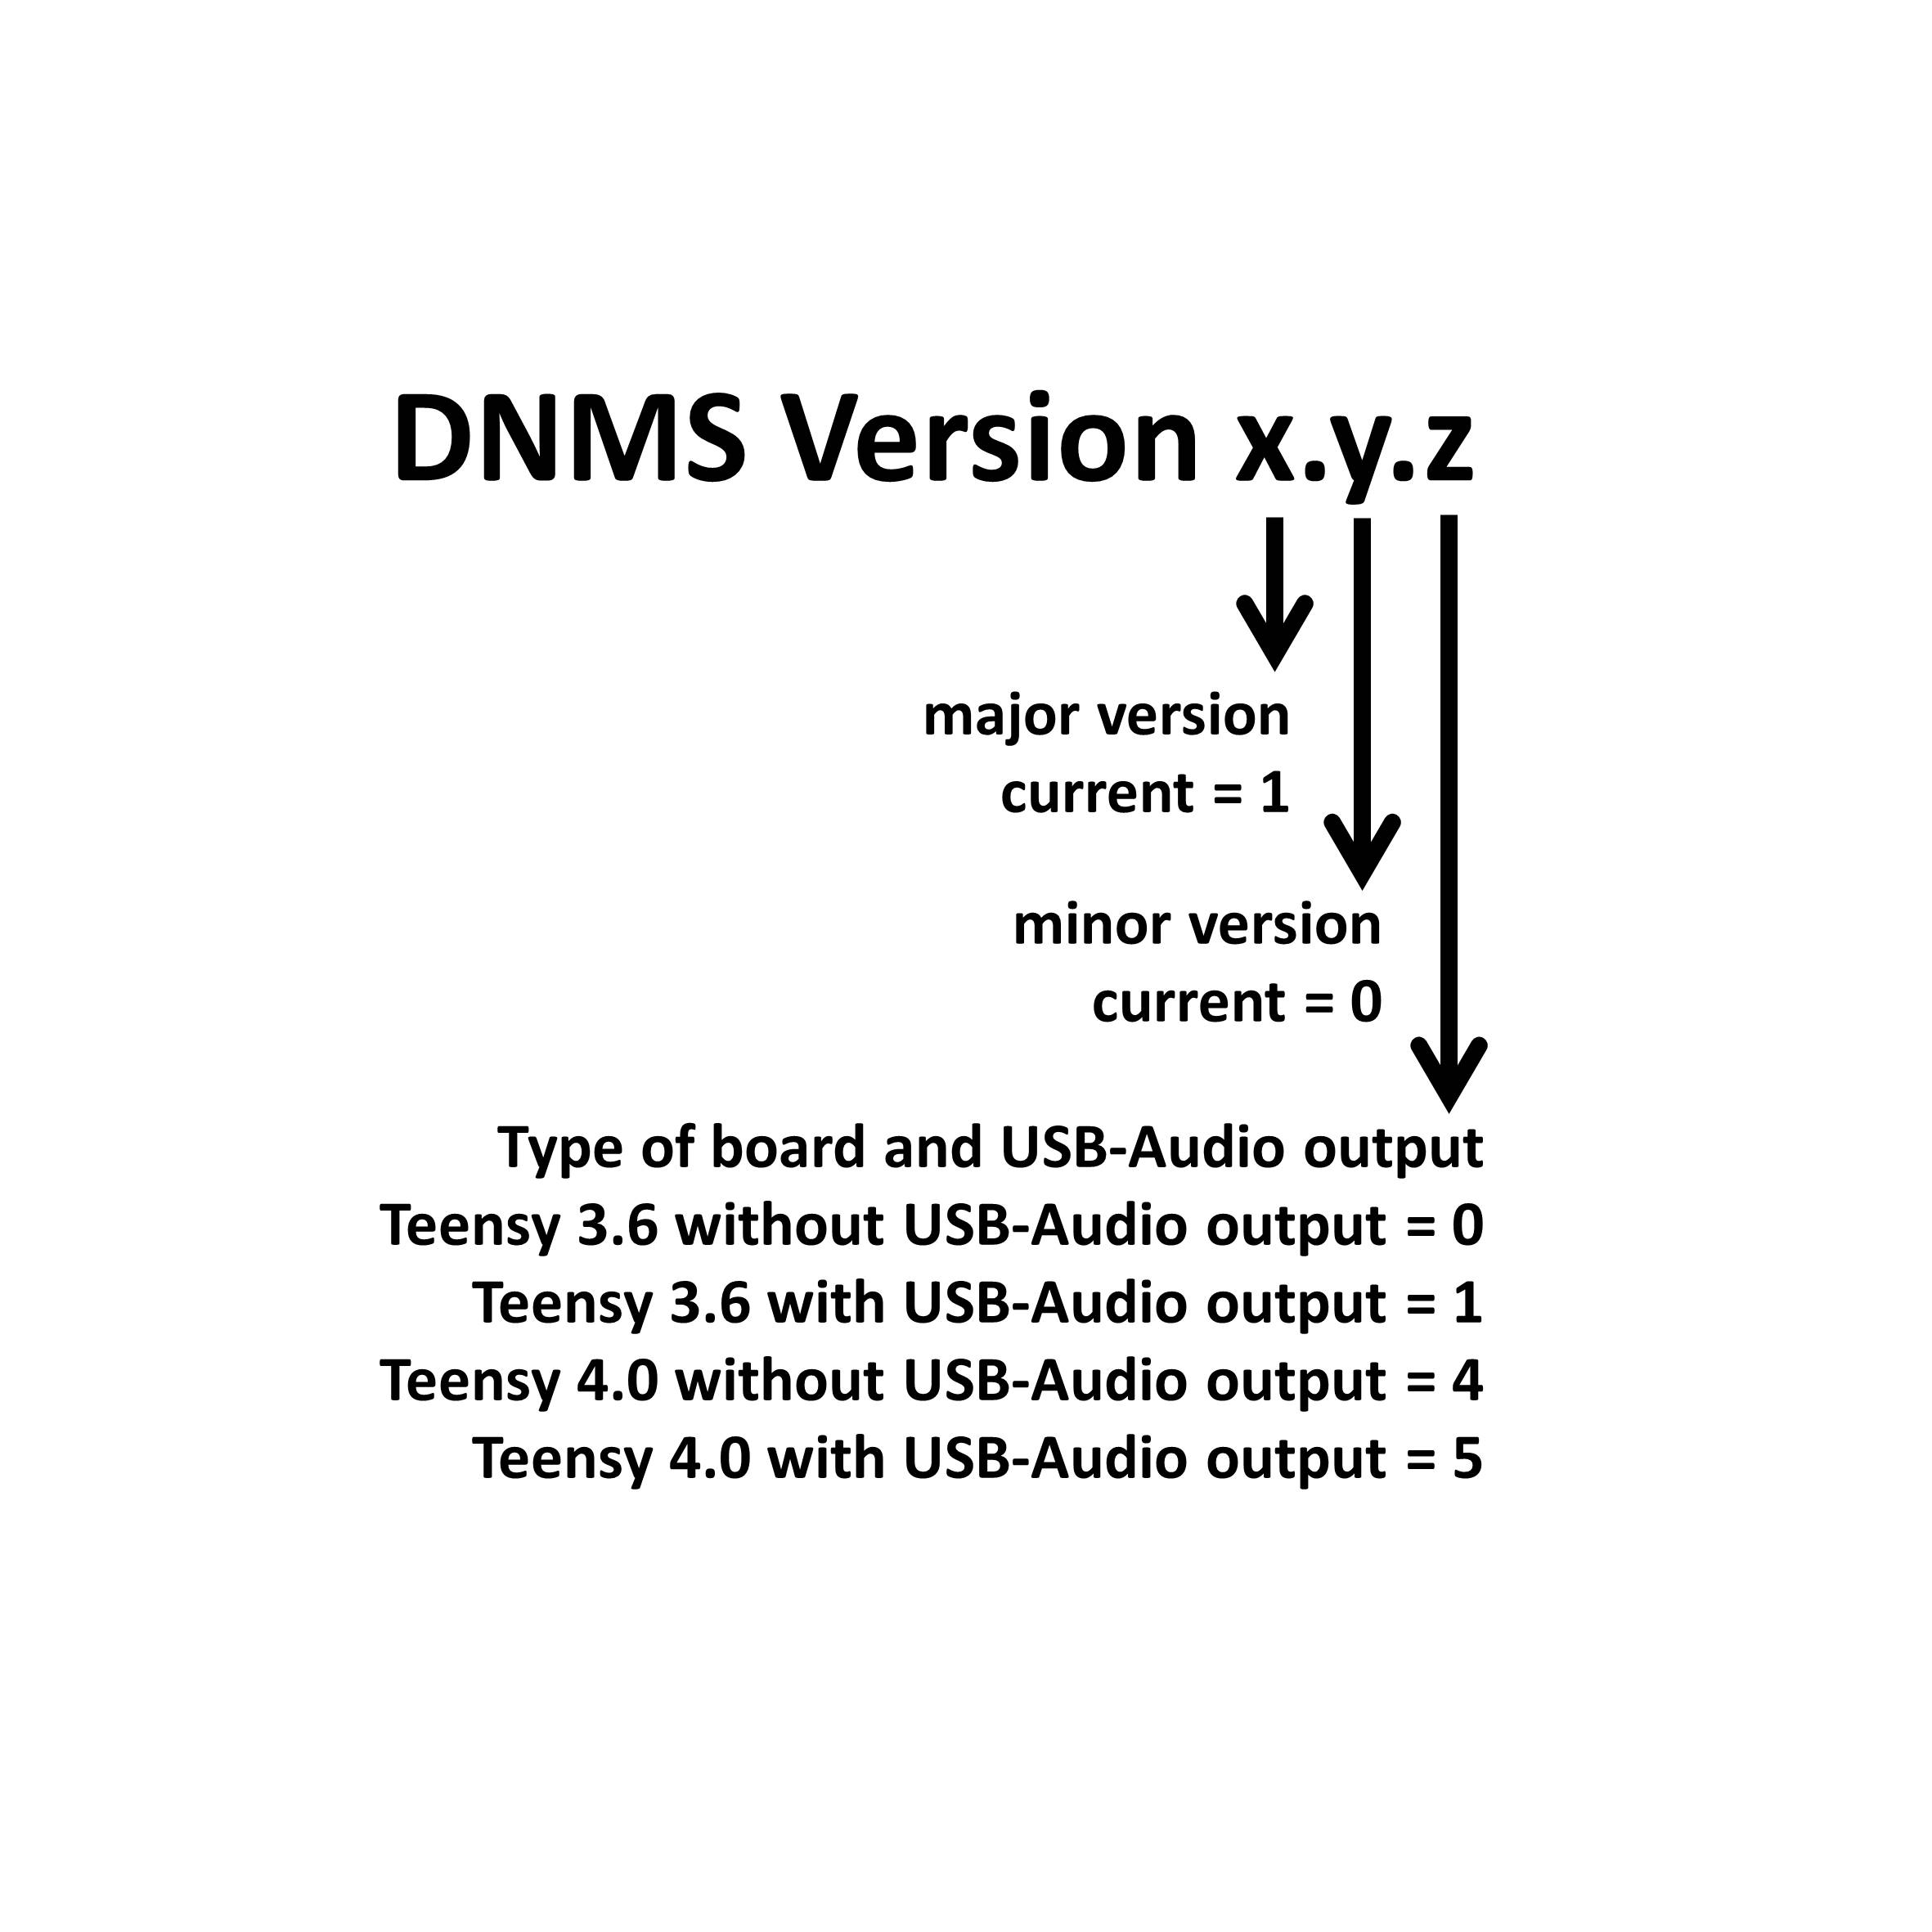 DNMS Version x.y.z
major version
current = 1
minor version
current = 0
Type of board and USB-Audio output
Teensy 3.6 without USB-Audio output = 0
Teensy 3.6 with USB-Audio output = 1
Teensy 4.0 without USB-Audio output = 4
Teensy 4.0 with USB-Audio output = 5